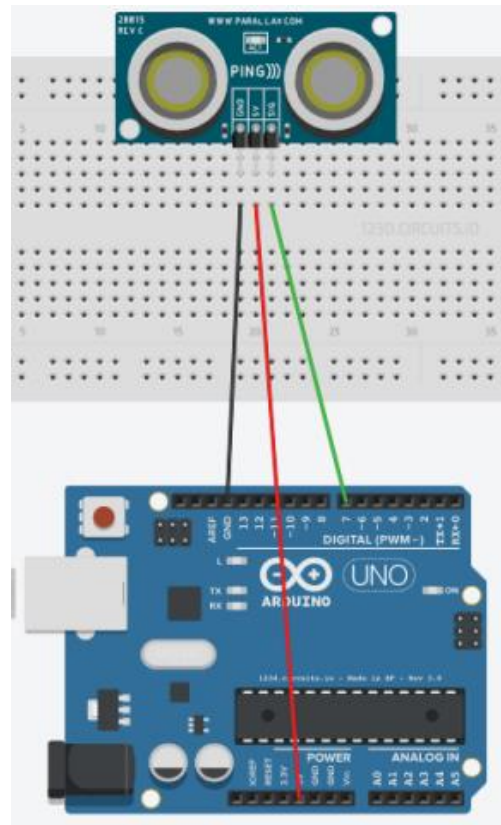 28015
REV C
WWW.PARALLAX.COM
ACT
PING)))
GND
5V
SIG
10
123D.CIRCUITS.IO
5
15
20
25
30
35
AREF
GND
13
12
~11
~10
~9
8
7
~6
~5
4
~3
2
TX→1
RX←0
DIGITAL (PWM~)
L
TX
RX
UNO
ARDUINO
ON
POWER
ANALOG IN
IOREF
RESET
3.3V
GND
GND
Vin
A0
A1
A2
A3
A4
A5